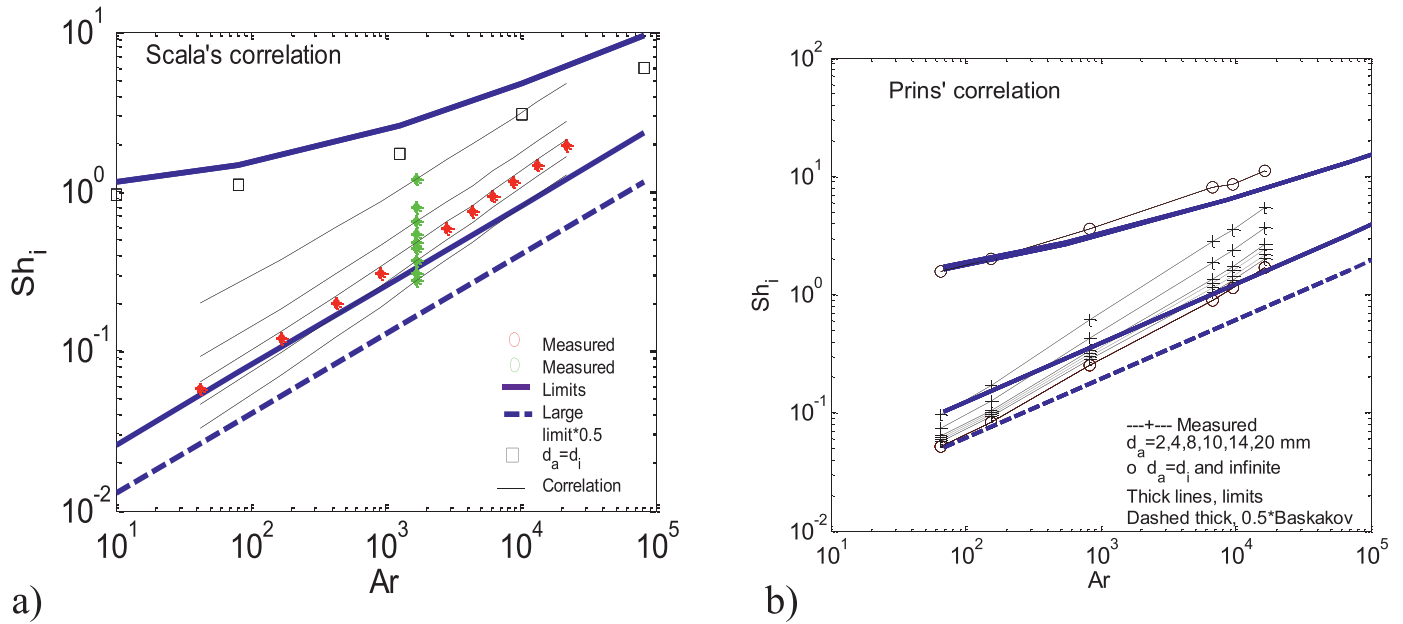 Scala's correlation
10^1
10^0
10^-1
10^-2
Sh_i
10^1
10^2
10^3
10^4
10^5
Ar
Measured
Measured
Limits
Large
limit*0.5
d_a=d_i
Correlation
a)
Prins' correlation
10^2
10^1
10^0
10^-1
10^-2
Sh_i
10^1
10^2
10^3
10^4
10^5
Ar
---+--- Measured
d_a=2,4,8,10,14,20 mm
o d_a=d_i and infinite
Thick lines, limits
Dashed thick, 0.5*Baskakov
b)